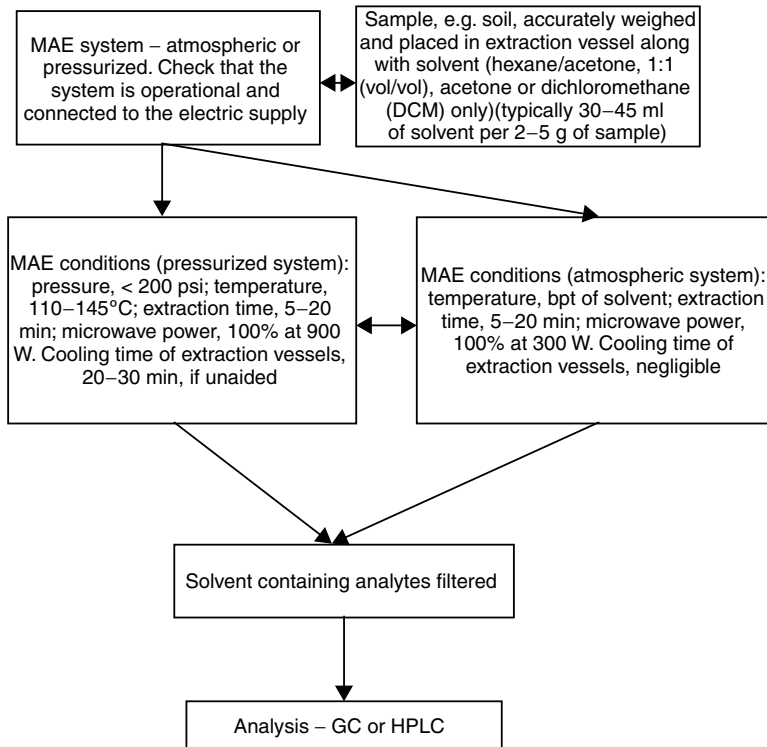 MAE system – atmospheric or
pressurized. Check that the
system is operational and
connected to the electric supply
Sample, e.g. soil, accurately weighed
and placed in extraction vessel along
with solvent (hexane/acetone, 1:1
(vol/vol), acetone or dichloromethane
(DCM) only)(typically 30–45 ml
of solvent per 2–5 g of sample)
MAE conditions (pressurized system):
pressure, < 200 psi; temperature,
110–145°C; extraction time, 5–20
min; microwave power, 100% at 900
W. Cooling time of extraction vessels,
20–30 min, if unaided
MAE conditions (atmospheric system):
temperature, bpt of solvent; extraction
time, 5–20 min; microwave power,
100% at 300 W. Cooling time of
extraction vessels, negligible
Solvent containing analytes filtered
Analysis – GC or HPLC